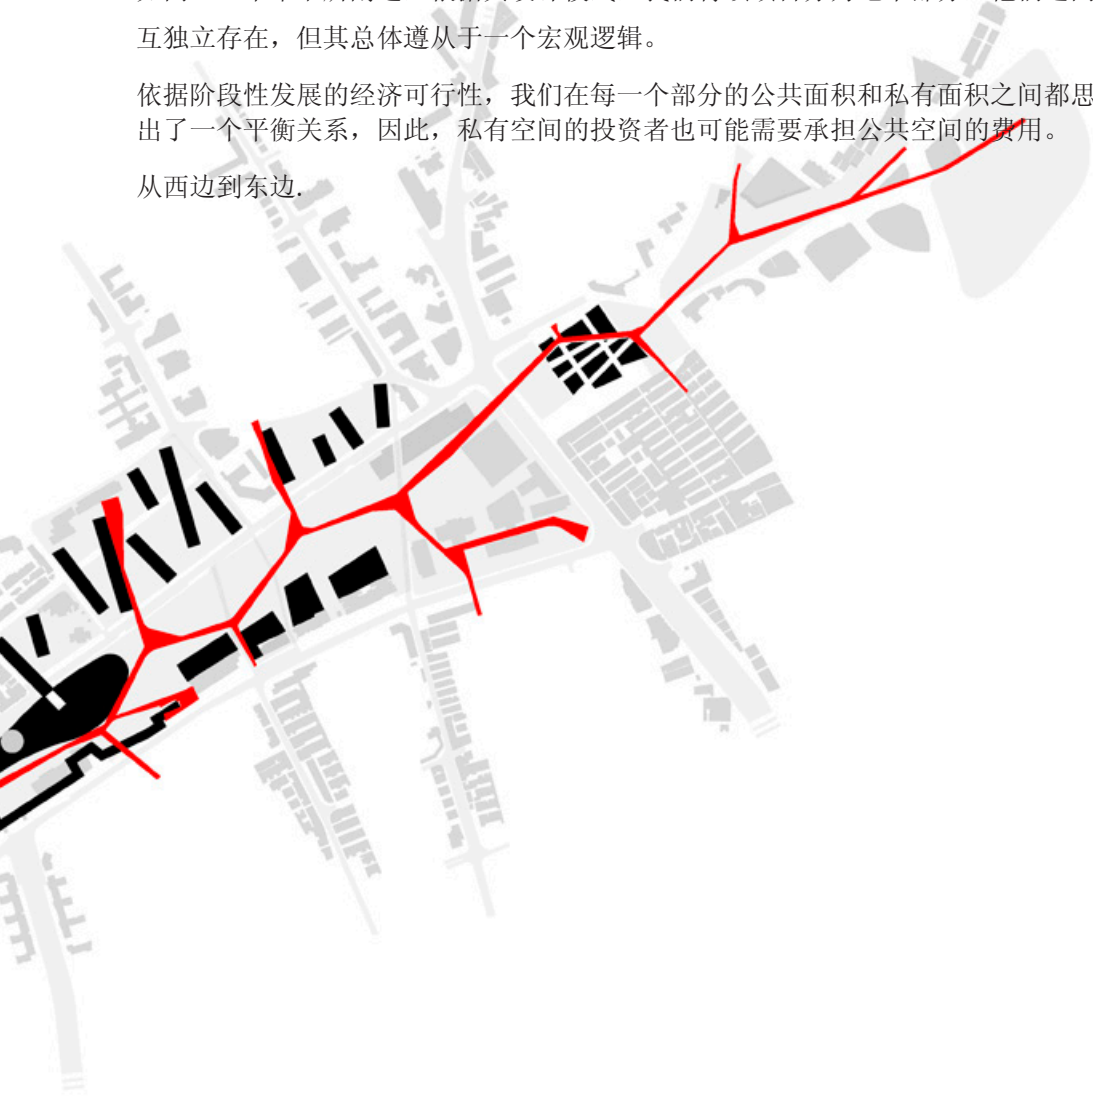 互独立存在，但其总体遵从于一个宏观逻辑。
依据阶段性发展的经济可行性，我们在每一个部分的公共面积和私有面积之间都思
出了一个平衡关系，因此，私有空间的投资者也可能需要承担公共空间的费用。
从西边到东边.